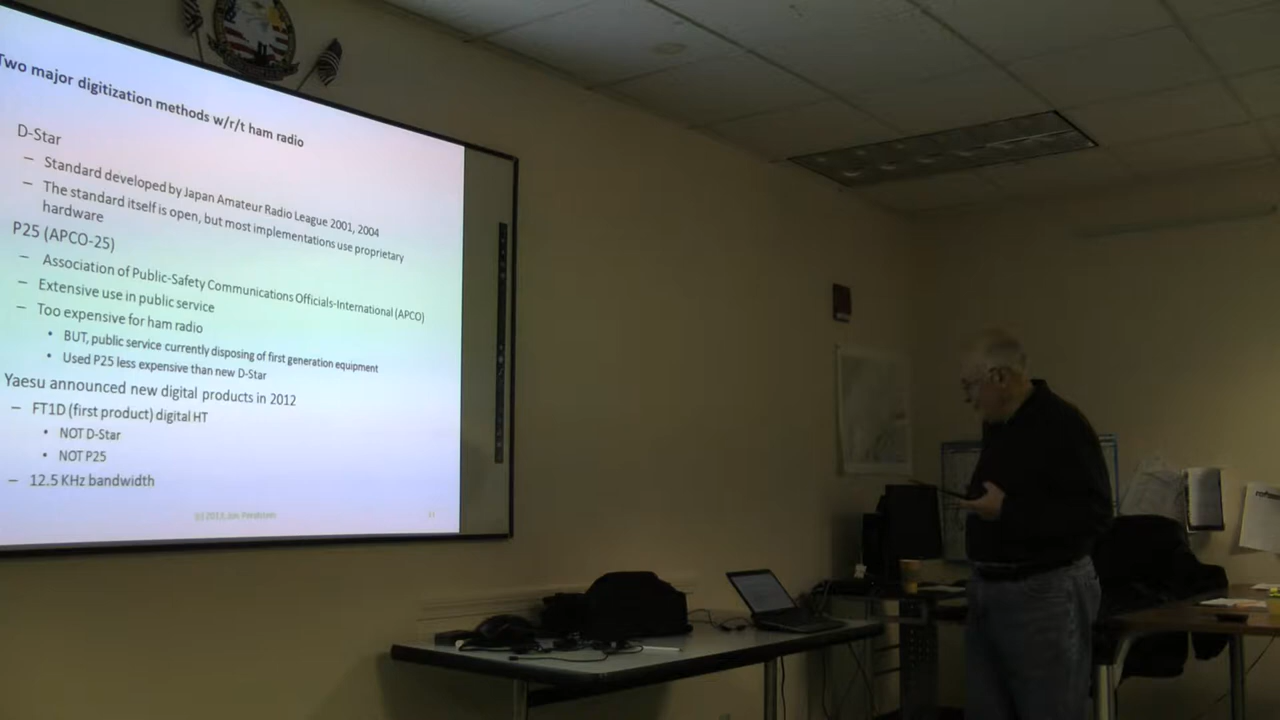 Two major digitization methods w/r/t ham radio
D-Star
– Standard developed by Japan Amateur Radio League 2001, 2004
– The standard itself is open, but most implementations use proprietary
hardware
P25 (APCO-25)
– Association of Public-Safety Communications Officials-International (APCO)
– Extensive use in public service
– Too expensive for ham radio
• BUT, public service currently disposing of first generation equipment
• Used P25 less expensive than new D-Star
Yaesu announced new digital products in 2012
– FT1D (first product) digital HT
• NOT D-Star
• NOT P25
– 12.5 KHz bandwidth